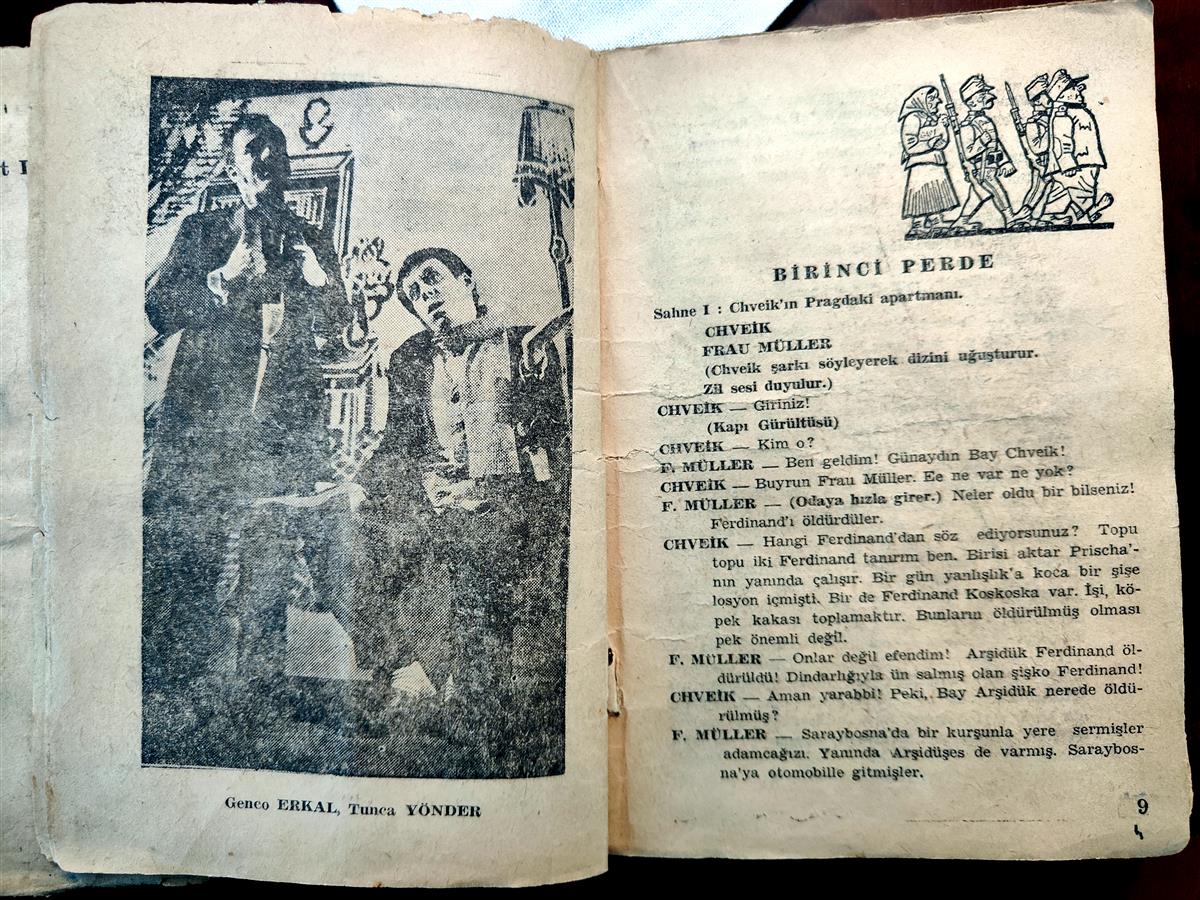 Genco ERKAL, Tunca YÖNDER
BİRİNCİ PERDE
Sahne I : Chveik'ın Pragdaki apartmanı.
CHVEİK
FRAU MÜLLER
(Chveik şarkı söyleyerek dizini uğuşturur.
Zil sesi duyulur.)
CHVEİK — Giriniz!
(Kapı Gürültüsü)
CHVEİK — Kim o?
F. MÜLLER — Ben geldim! Günaydın Bay Chveik!
CHVEİK — Buyrun Frau Müller. Ee ne var ne yok?
F. MÜLLER — (Odaya hızla girer.) Neler oldu bir bilseniz!
Ferdinand'ı öldürdüler.
CHVEİK — Hangi Ferdinand'dan söz ediyorsunuz? Topu
topu iki Ferdinand tanırım ben. Birisi aktar Prischa'-
nın yanında çalışır. Bir gün yanlışlık'a koca bir şişe
losyon içmişti. Bir de Ferdinand Koskoska var. İşi, kö-
pek kakası toplamaktır. Bunların öldürülmüş olması
pek önemli değil.
F. MÜLLER — Onlar değil efendim! Arşidük Ferdinand öl-
dürüldü! Dindarlığıyla ün salmış olan şişko Ferdinand!
CHVEİK — Aman yarabbi! Peki, Bay Arşidük nerede öldü-
rülmüş?
F. MÜLLER — Saraybosna'da bir kurşunla yere sermişler
adamcağızı. Yanında Arşidüşes de varmış. Saraybos-
na'ya otomobille gitmişler.
9